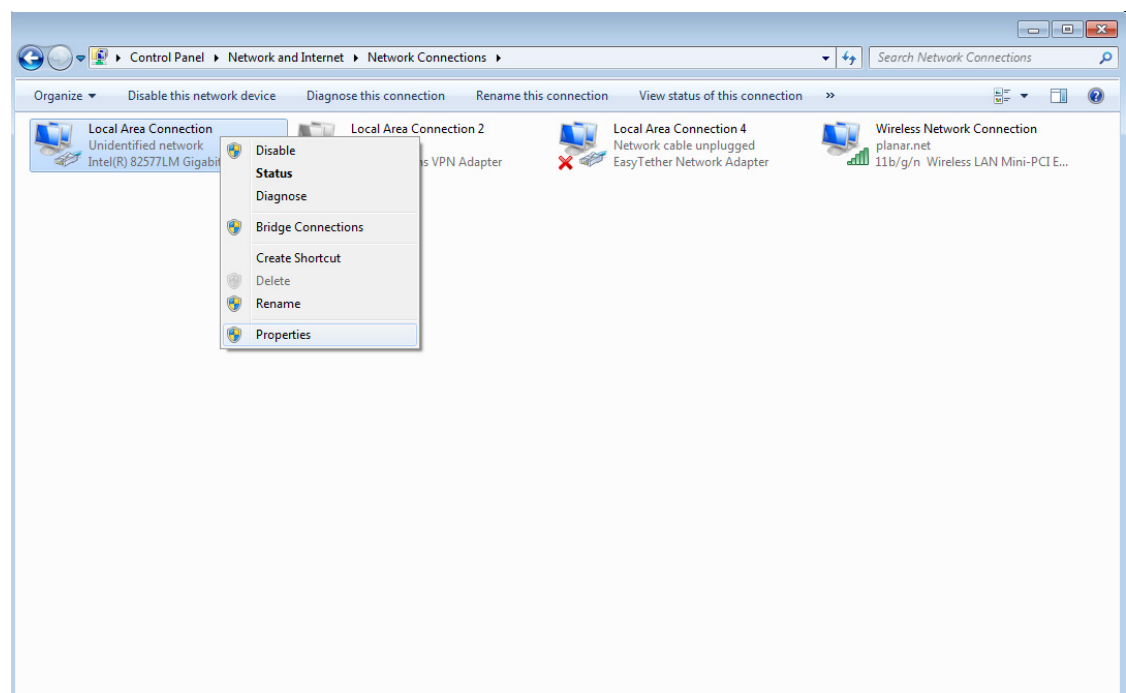 Control Panel ▸ Network and Internet ▸ Network Connections ▸
Search Network Connections
Organize Disable this network device Diagnose this connection Rename this connection View status of this connection »
Local Area Connection
Unidentified network
Intel(R) 82577LM Gigabit
Local Area Connection 2
VPN Adapter
Local Area Connection 4
Network cable unplugged
EasyTether Network Adapter
Wireless Network Connection
planar.net
11b/g/n Wireless LAN Mini-PCI E...
Disable
Status
Diagnose
Bridge Connections
Create Shortcut
Delete
Rename
Properties